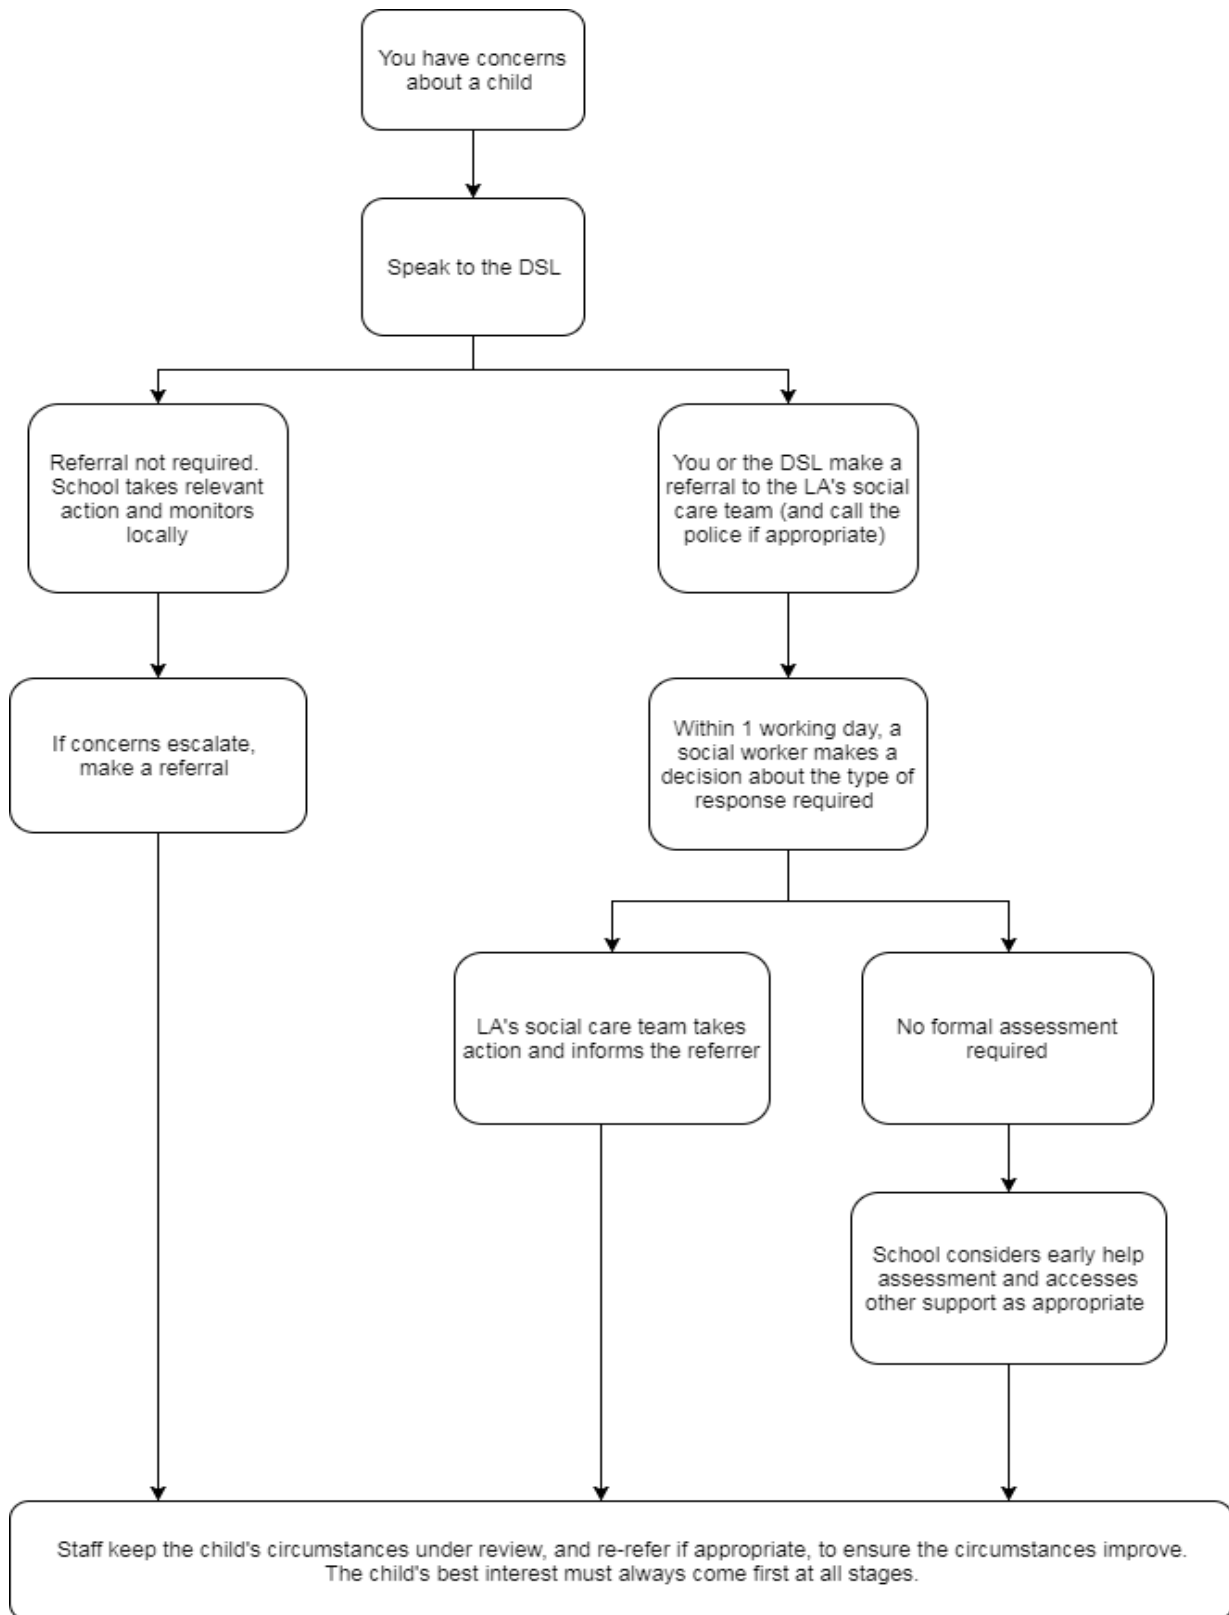 You have concerns
about a child
Speak to the DSL
Referral not required.
School takes relevant
action and monitors
locally
You or the DSL make a
referral to the LA's social
care team (and call the
police if appropriate)
If concerns escalate,
make a referral
Within 1 working day, a
social worker makes a
decision about the type of
response required
LA's social care team takes
action and informs the referrer
No formal assessment
required
School considers early help
assessment and accesses
other support as appropriate
Staff keep the child's circumstances under review, and re-refer if appropriate, to ensure the circumstances improve.
The child's best interest must always come first at all stages.